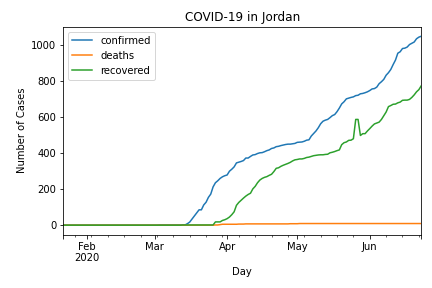 COVID-19 in Jordan
confirmed
deaths
recovered
Number of Cases
1000
800
600
400
200
0
Feb
2020
Mar
Apr
May
Jun
Day